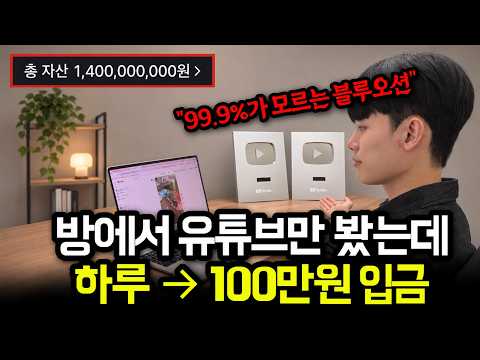 총 자산 1,400,000,000원 >
"99.9%가 모르는 블루오션"
방에서 유튜브만 봤는데
하루 → 100만원 입금